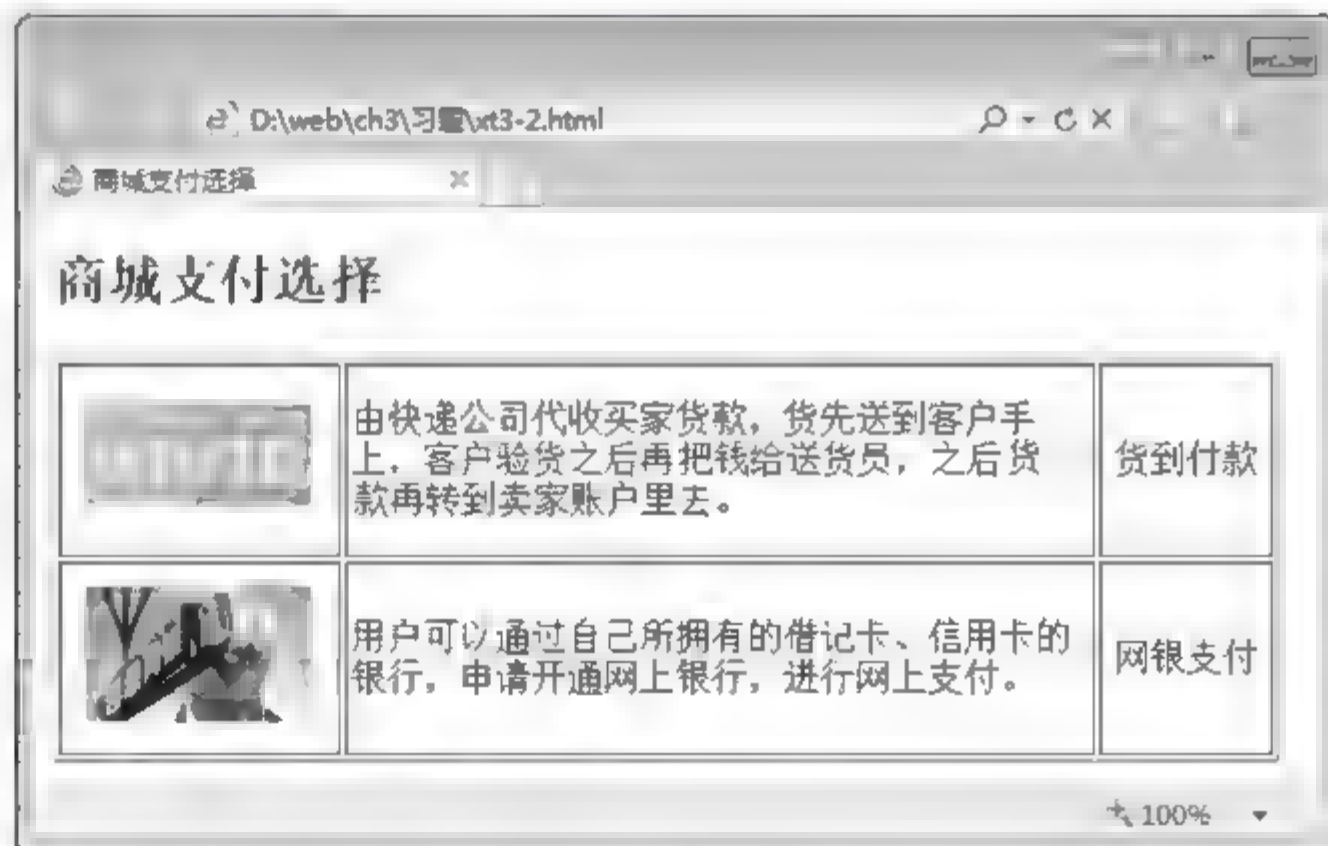 D:\web\ch3\习题\xt3-2.html
商城支付选择
商城支付选择
由快递公司代收买家货款，货先送到客户手
上，客户验货之后再把钱给送货员，之后货
款再转到卖家账户里去。
货到付款
用户可以通过自己所拥有的借记卡、信用卡的
银行，申请开通网上银行，进行网上支付。
网银支付
100%